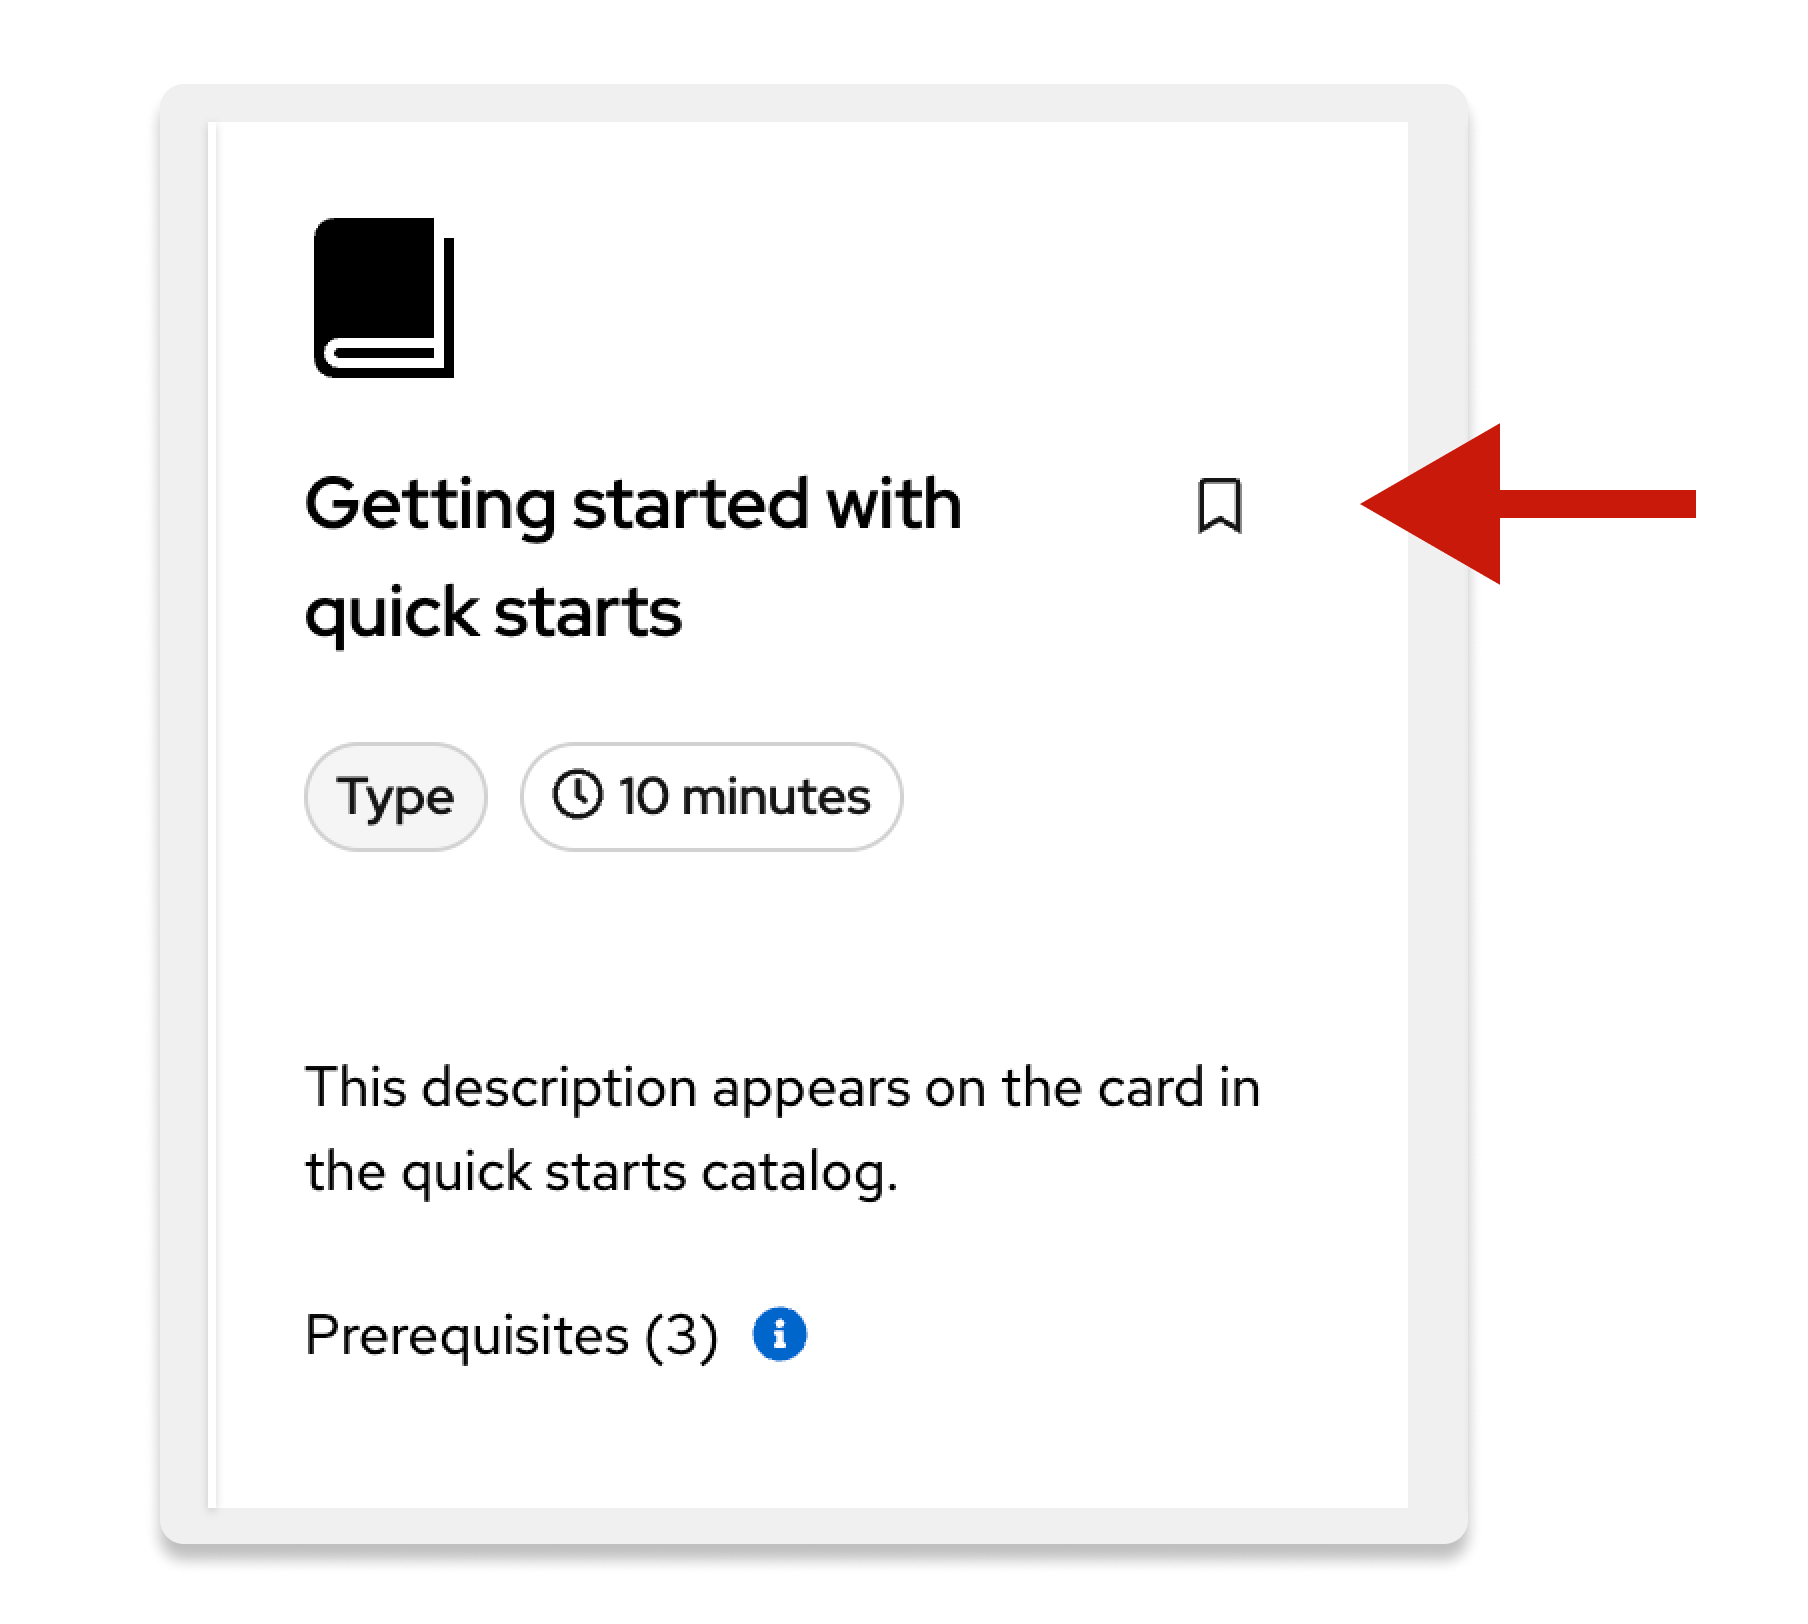 Getting started with
quick starts
Type
10 minutes
This description appears on the card in
the quick starts catalog.
Prerequisites (3)